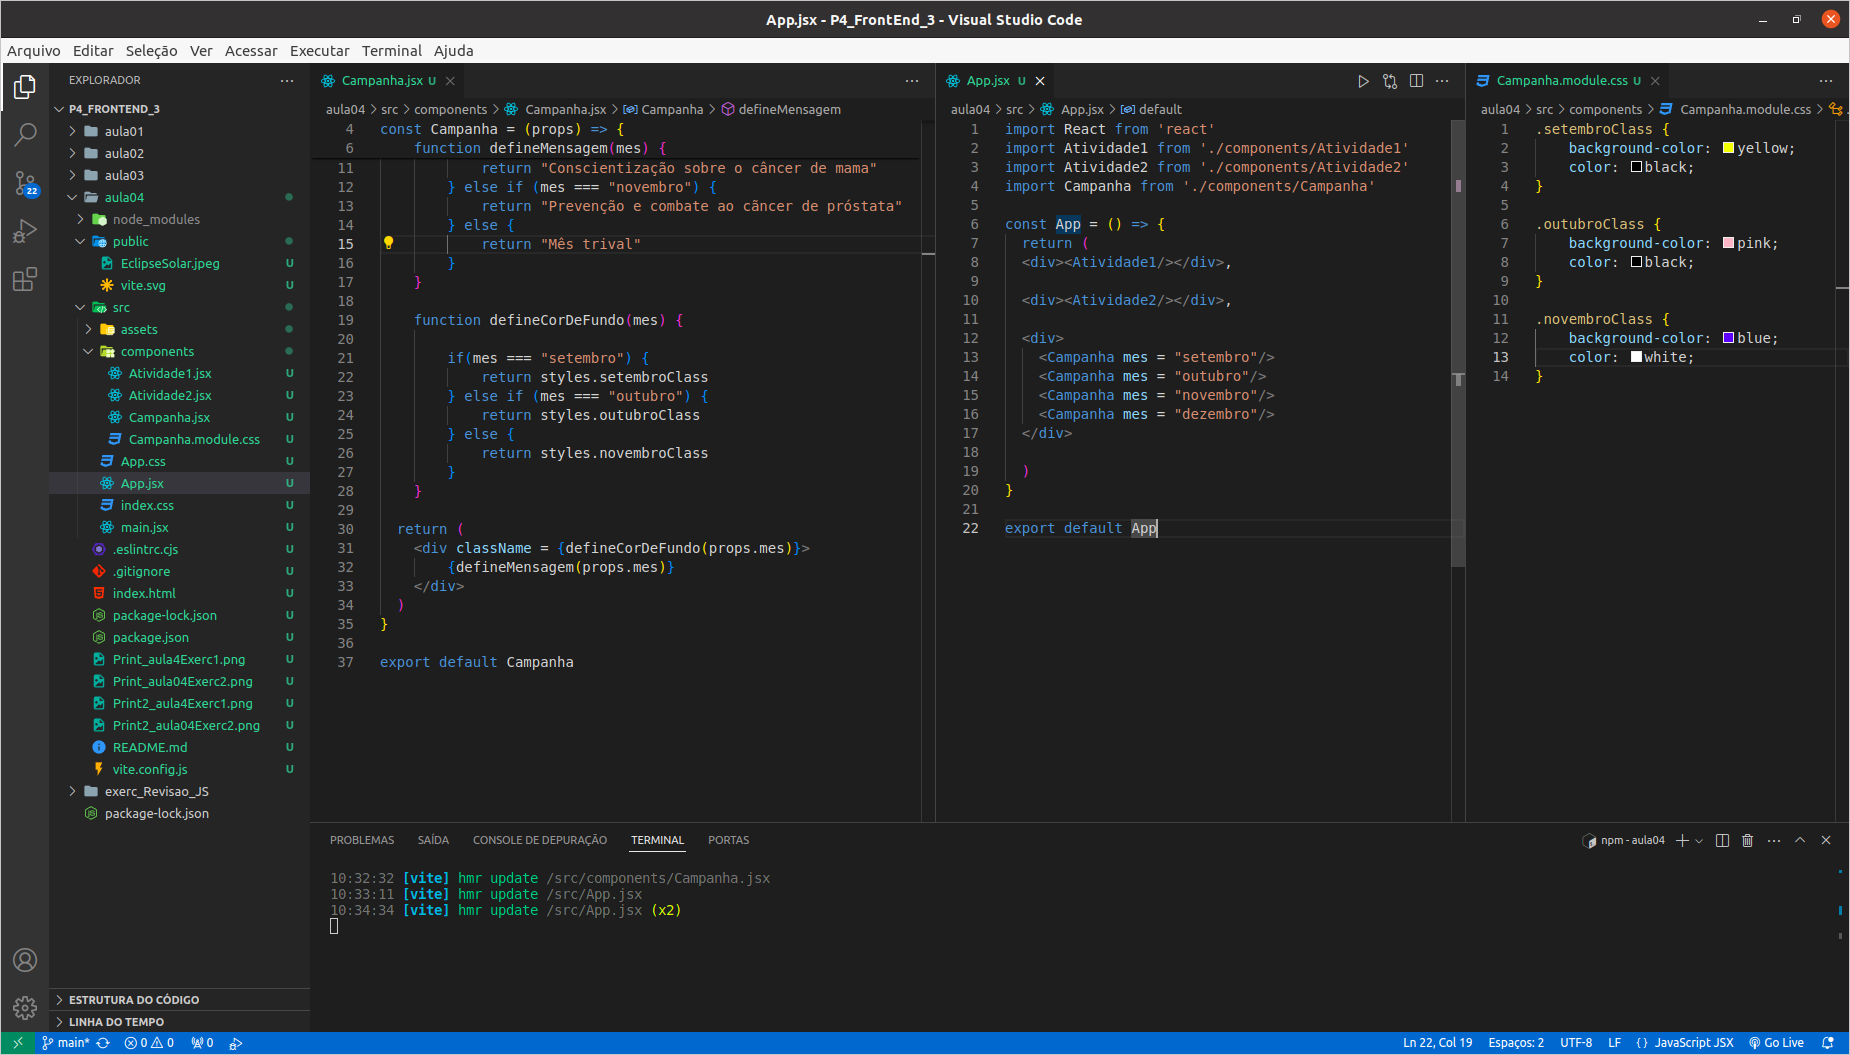 App.jsx - P4_FrontEnd_3 - Visual Studio Code
Arquivo Editar Seleção Ver Acessar Executar Terminal Ajuda
EXPLORADOR
P4_FRONTEND_3
aula01
aula02
aula03
aula04
node_modules
public
EclipseSolar.jpeg U
vite.svg U
src
assets
components
Atividade1.jsx U
Atividade2.jsx U
Campanha.jsx U
Campanha.module.css U
App.css U
App.jsx U
index.css U
main.jsx U
.eslintrc.cjs U
.gitignore U
index.html U
package-lock.json U
package.json U
Print_aula4Exerc1.png U
Print_aula04Exerc2.png U
Print2_aula4Exerc1.png U
Print2_aula04Exerc2.png U
README.md U
vite.config.js U
exerc_Revisao_JS
package-lock.json
ESTRUTURA DO CÓDIGO
LINHA DO TEMPO
22
Campanha.jsx U
aula04 > src > components > Campanha.jsx > Campanha > defineMensagem
4 const Campanha = (props) => {
6 function defineMensagem(mes) {
11 return "Conscientização sobre o câncer de mama"
12 } else if (mes === "novembro") {
13 return "Prevenção e combate ao câncer de próstata"
14 } else {
15 return "Mês trival"
16 }
17 }
18
19 function defineCorDeFundo(mes) {
20
21 if(mes === "setembro") {
22 return styles.setembroClass
23 } else if (mes === "outubro") {
24 return styles.outubroClass
25 } else {
26 return styles.novembroClass
27 }
28 }
29
30 return (
31 <div className = {defineCorDeFundo(props.mes)}>
32 {defineMensagem(props.mes)}
33 </div>
34 )
35 }
36
37 export default Campanha
App.jsx U
aula04 > src > App.jsx > default
1 import React from 'react'
2 import Atividade1 from './components/Atividade1'
3 import Atividade2 from './components/Atividade2'
4 import Campanha from './components/Campanha'
5
6 const App = () => {
7 return (
8 <div><Atividade1/></div>,
9
10 <div><Atividade2/></div>,
11
12 <div>
13 <Campanha mes = "setembro"/>
14 <Campanha mes = "outubro"/>
15 <Campanha mes = "novembro"/>
16 <Campanha mes = "dezembro"/>
17 </div>
18
19 )
20 }
21
22 export default App
Campanha.module.css U
aula04 > src > components > Campanha.module.css >
1 .setembroClass {
2 background-color: yellow;
3 color: black;
4 }
5
6 .outubroClass {
7 background-color: pink;
8 color: black;
9 }
10
11 .novembroClass {
12 background-color: blue;
13 color: white;
14 }
PROBLEMAS SAÍDA CONSOLE DE DEPURAÇÃO TERMINAL PORTAS
npm - aula04
10:32:32 [vite] hmr update /src/components/Campanha.jsx
10:33:11 [vite] hmr update /src/App.jsx
10:34:34 [vite] hmr update /src/App.jsx (x2)
main* 0 0 0
Ln 22, Col 19 Espaços: 2 UTF-8 LF {} JavaScript JSX Go Live